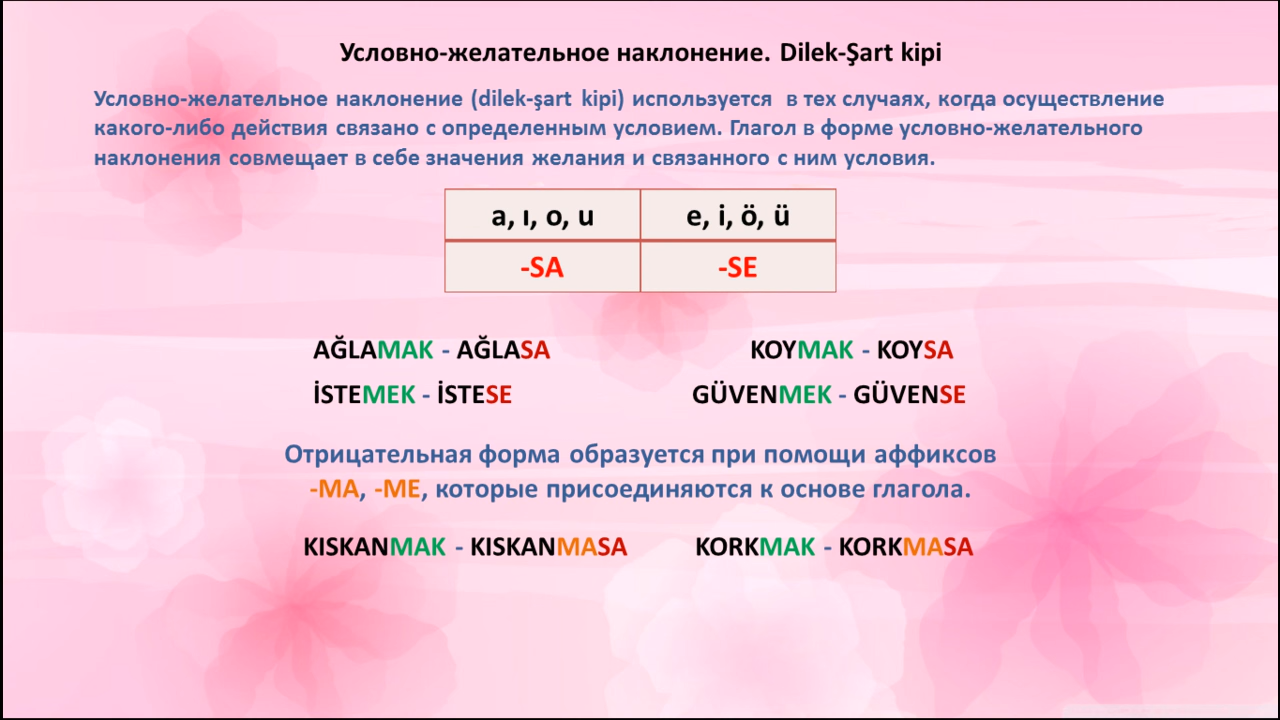 Условно-желательное наклонение. Dilek-Şart kipi
Условно-желательное наклонение (dilek-şart kipi) используется в тех случаях, когда осуществление
какого-либо действия связано с определенным условием. Глагол в форме условно-желательного
наклонения совмещает в себе значения желания и связанного с ним условия.
a, ı, o, u e, i, ö, ü
-SA -SE
AĞLAMAK - AĞLASA KOYMAK - KOYSA
İSTEMEK - İSTESE GÜVENMEK - GÜVENSE
Отрицательная форма образуется при помощи аффиксов
-MA, -ME, которые присоединяются к основе глагола.
KISKANMAK - KISKANMASA KORKMAK - KORKMASA